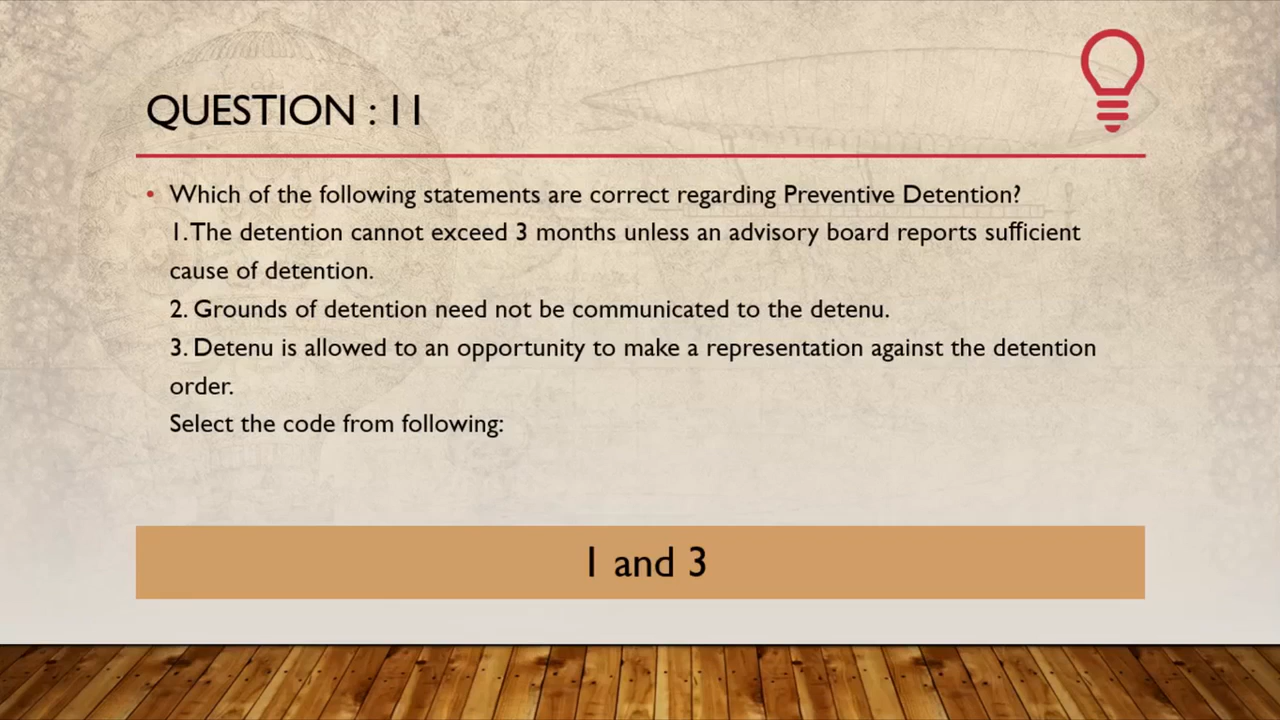 QUESTION : 11
• Which of the following statements are correct regarding Preventive Detention?
1. The detention cannot exceed 3 months unless an advisory board reports sufficient
cause of detention.
2. Grounds of detention need not be communicated to the detenu.
3. Detenu is allowed to an opportunity to make a representation against the detention
order.
Select the code from following:
1 and 3